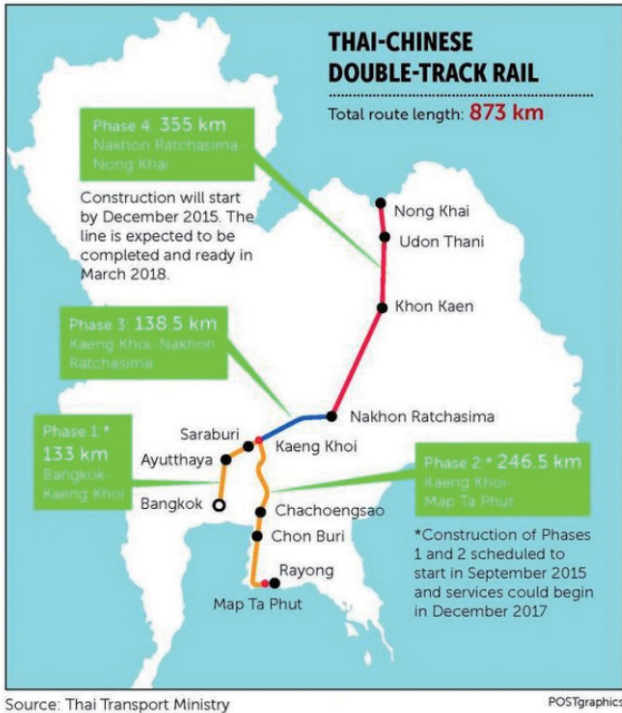 THAI-CHINESE
DOUBLE-TRACK RAIL
Total route length: 873 km
Phase 4: 355 km
Nakhon Ratchasima-
Nong Khai
Construction will start
by December 2015. The
line is expected to be
completed and ready in
March 2018.
Nong Khai
Udon Thani
Khon Kaen
Phase 3: 138.5 km
Kaeng Khoi-Nakhon
Ratchasima
Nakhon Ratchasima
Saraburi
Kaeng Khoi
Phase 1 *
133 km
Bangkok-
Kaeng Khoi
Ayutthaya
Bangkok
Phase 2 * 246.5 km
Kaeng Khoi-
Map Ta Phut
Chachoengsao
Chon Buri
Rayong
Map Ta Phut
*Construction of Phases
1 and 2 scheduled to
start in September 2015
and services could begin
in December 2017
Source: Thai Transport Ministry
POSTgraphics